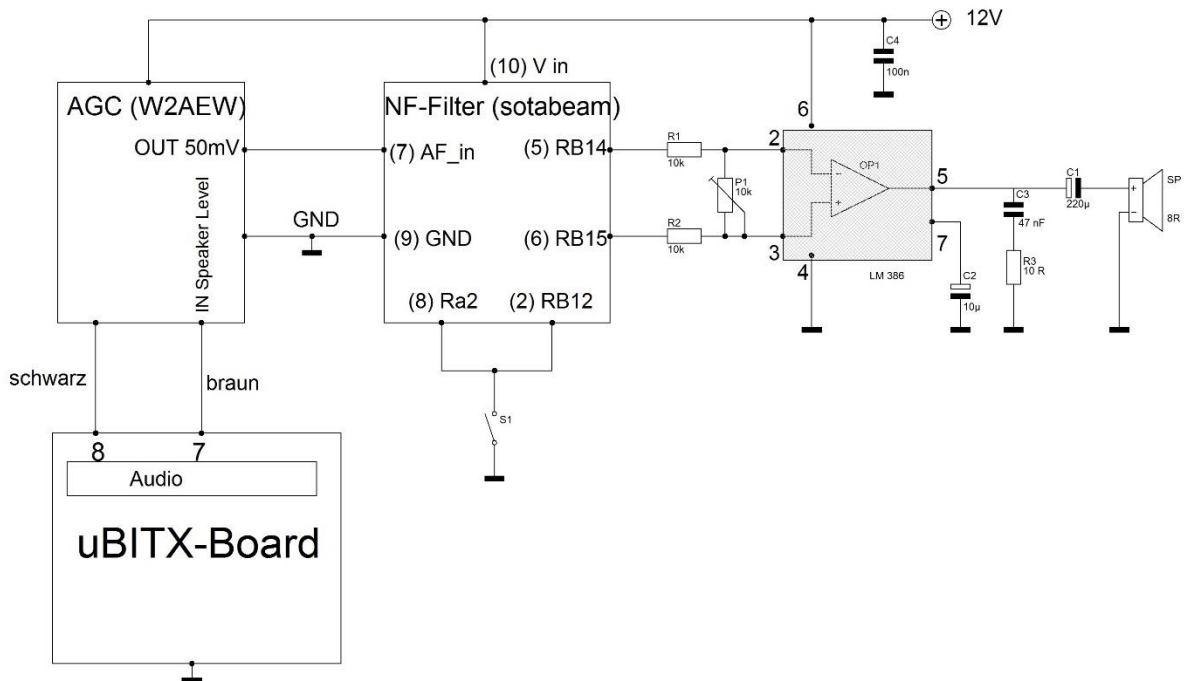 12V
C4
100n
(10) V in
AGC (W2AEW)
OUT 50mV
IN Speaker Level
NF-Filter (sotabeam)
(7) AF_in
(5) RB14
GND
(9) GND
(6) RB15
(8) Ra2
(2) RB12
R1
10k
P1
10k
R2
10k
6
2
OP1
-
+
3
4
5
7
LM 386
C1
220µ
C3
47 nF
C2
10µ
R3
10 R
+
-
SP
8R
S1
schwarz
braun
8
7
Audio
uBITX-Board